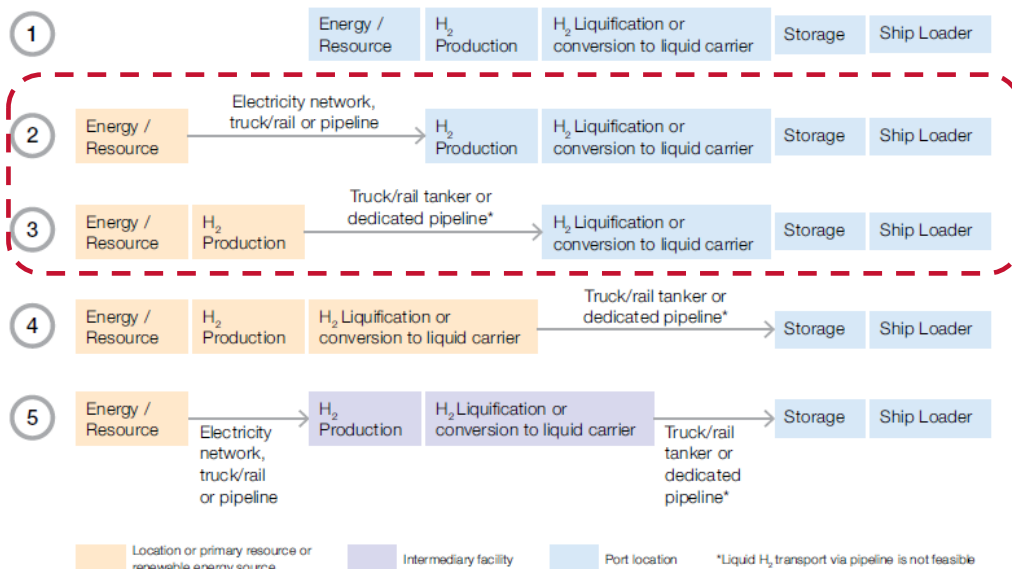 1
Energy /
Resource
H₂
Production
H₂ Liquification or
conversion to liquid carrier
Storage
Ship Loader
2
Energy /
Resource
Electricity network,
truck/rail or pipeline
H₂
Production
H₂ Liquification or
conversion to liquid carrier
Storage
Ship Loader
3
Energy /
Resource
H₂
Production
Truck/rail tanker or
dedicated pipeline*
H₂ Liquification or
conversion to liquid carrier
Storage
Ship Loader
4
Energy /
Resource
H₂
Production
H₂ Liquification or
conversion to liquid carrier
Truck/rail tanker or
dedicated pipeline*
Storage
Ship Loader
5
Energy /
Resource
Electricity
network,
truck/rail
or pipeline
H₂
Production
H₂ Liquification or
conversion to liquid carrier
Truck/rail
tanker or
dedicated
pipeline*
Storage
Ship Loader
Location or primary resource or
renewable energy source
Intermediary facility
Port location
*Liquid H₂ transport via pipeline is not feasible